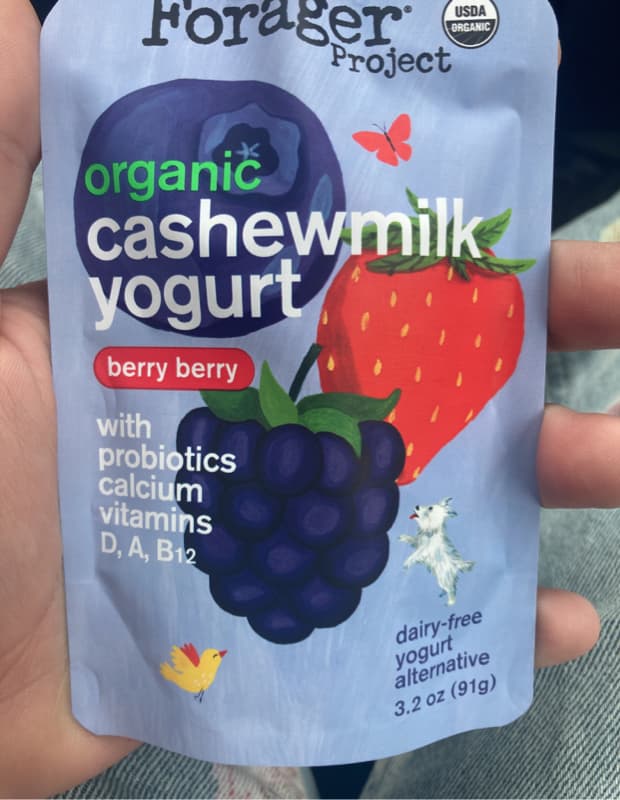 Forager®
Project
USDA
ORGANIC
organic
cashewmilk
yogurt
berry berry
with
probiotics
calcium
vitamins
D, A, B12
dairy-free
yogurt
alternative
3.2 oz (91g)